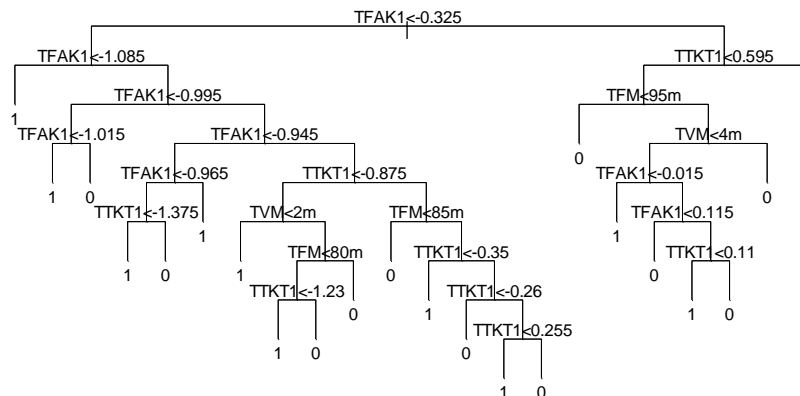 TFAK1<-0.325
TFAK1<-1.085 TTKT1<0.595
TFAK1<-0.995 TFM<95m
1 TFAK1<-1.015 TFAK1<-0.945 TVM<4m
0
TFAK1<-0.965 TTKT1<-0.875 TFAK1<-0.015
1 0 0
TTKT1<-1.375 TVM<2m TFM<85m TFAK1<0.115
1 1
TFM<80m TTKT1<-0.35 TTKT1<0.11
1 0 1 0 0
TTKT1<-1.23 TTKT1<-0.26
0 1 1 0
TTKT1<0.255
1 0 0
1 0